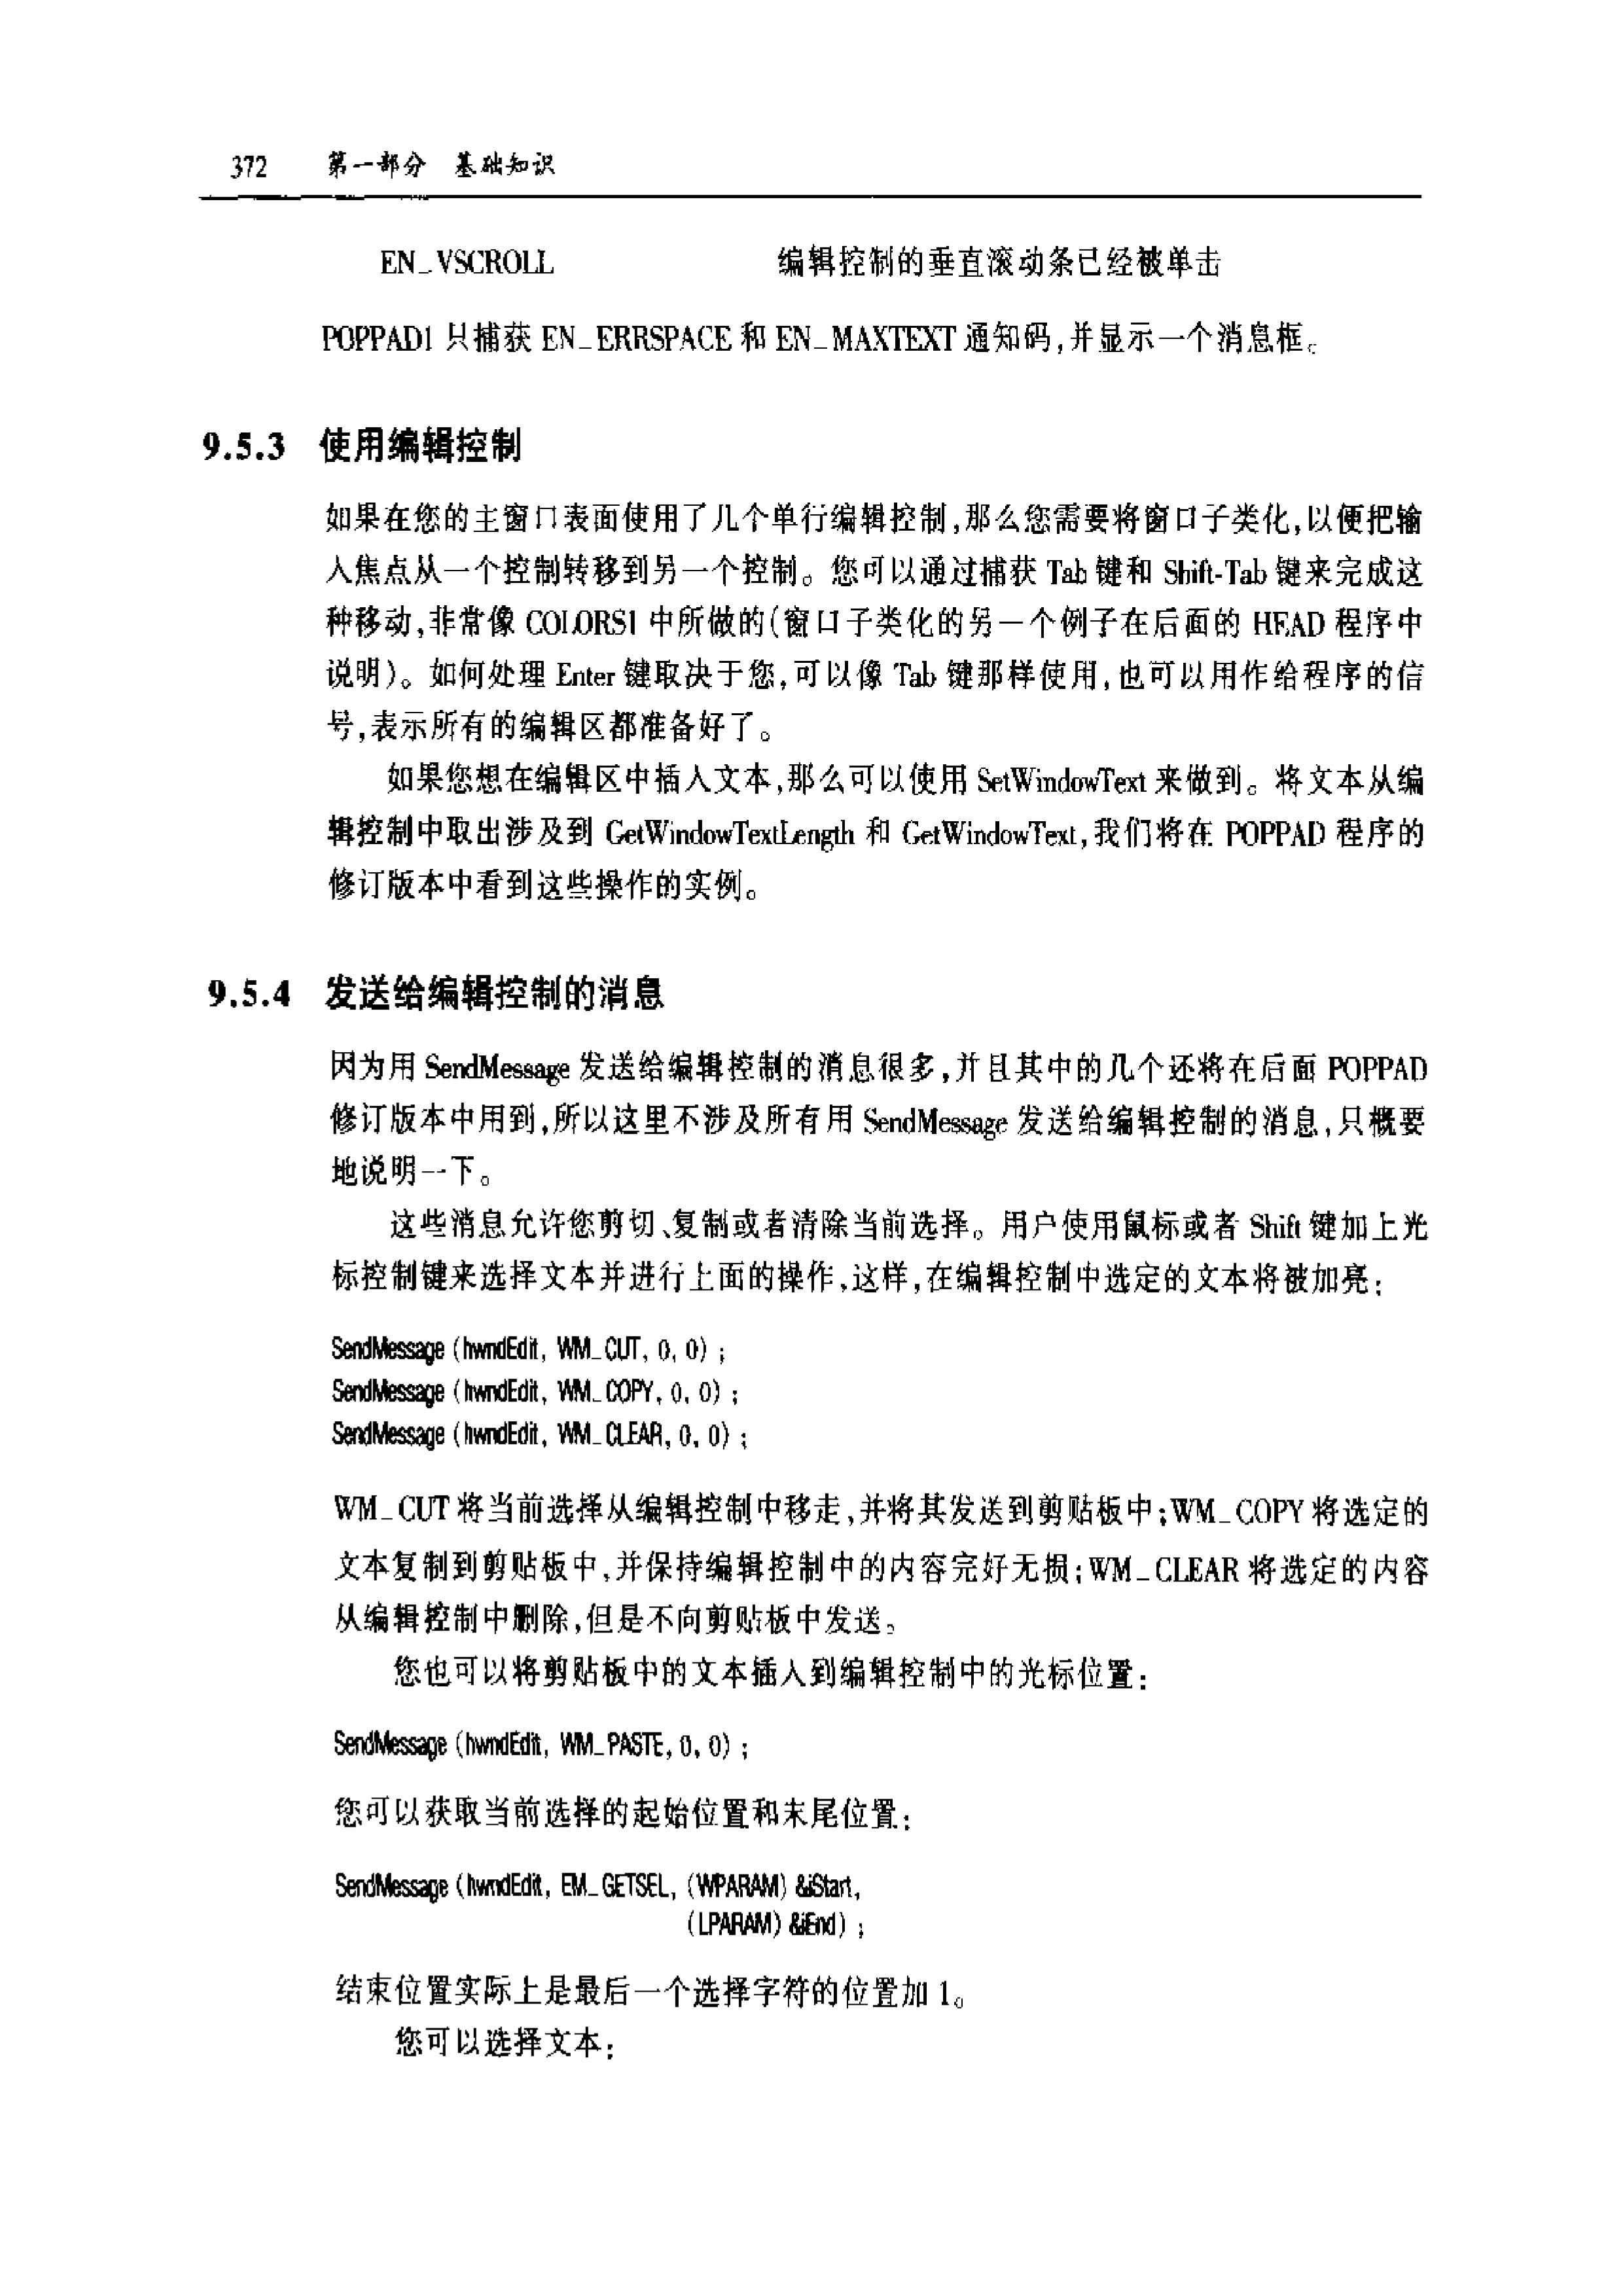 372 第一部分 基础知识
EN_VSCROLL 编辑控制的垂直滚动条已经被单击
POPPAD1 只捕获 EN_ERRSPACE 和 EN_MAXTEXT 通知码,并显示一个消息框。
9.5.3 使用编辑控制
如果在您的主窗口表面使用了几个单行编辑控制,那么您需要将窗口子类化,以便把输
入焦点从一个控制转移到另一个控制。您可以通过捕获 Tab 键和 Shift-Tab 键来完成这
种移动,非常像 COLORS1 中所做的(窗口子类化的另一个例子在后面的 HEAD 程序中
说明)。如何处理 Enter 键取决于您,可以像 Tab 键那样使用,也可以用作给程序的信
号,表示所有的编辑区都准备好了。
如果您想在编辑区中插入文本,那么可以使用 SetWindowText 来做到。将文本从编
辑控制中取出涉及到 GetWindowTextLength 和 GetWindowText,我们将在 POPPAD 程序的
修订版本中看到这些操作的实例。
9.5.4 发送给编辑控制的消息
因为用 SendMessage 发送给编辑控制的消息很多,并且其中的几个还将在后面 POPPAD
修订版本中用到,所以这里不涉及所有用 SendMessage 发送给编辑控制的消息,只概要
地说明一下。
这些消息允许您剪切、复制或者清除当前选择。用户使用鼠标或者 Shift 键加上光
标控制键来选择文本并进行上面的操作,这样,在编辑控制中选定的文本将被加亮:
SendMessage (hwndEdit, WM_CUT, 0, 0) ;
SendMessage (hwndEdit, WM_COPY, 0, 0) ;
SendMessage (hwndEdit, WM_CLEAR, 0, 0) ;
WM_CUT 将当前选择从编辑控制中移走,并将其发送到剪贴板中;WM_COPY 将选定的
文本复制到剪贴板中,并保持编辑控制中的内容完好无损;WM_CLEAR 将选定的内容
从编辑控制中删除,但是不向剪贴板中发送。
您也可以将剪贴板中的文本插入到编辑控制中的光标位置:
SendMessage (hwndEdit, WM_PASTE, 0, 0) ;
您可以获取当前选择的起始位置和末尾位置:
SendMessage (hwndEdit, EM_GETSEL, (WPARAM) &iStart,
(LPARAM) &iEnd) ;
结束位置实际上是最后一个选择字符的位置加 1。
您可以选择文本: